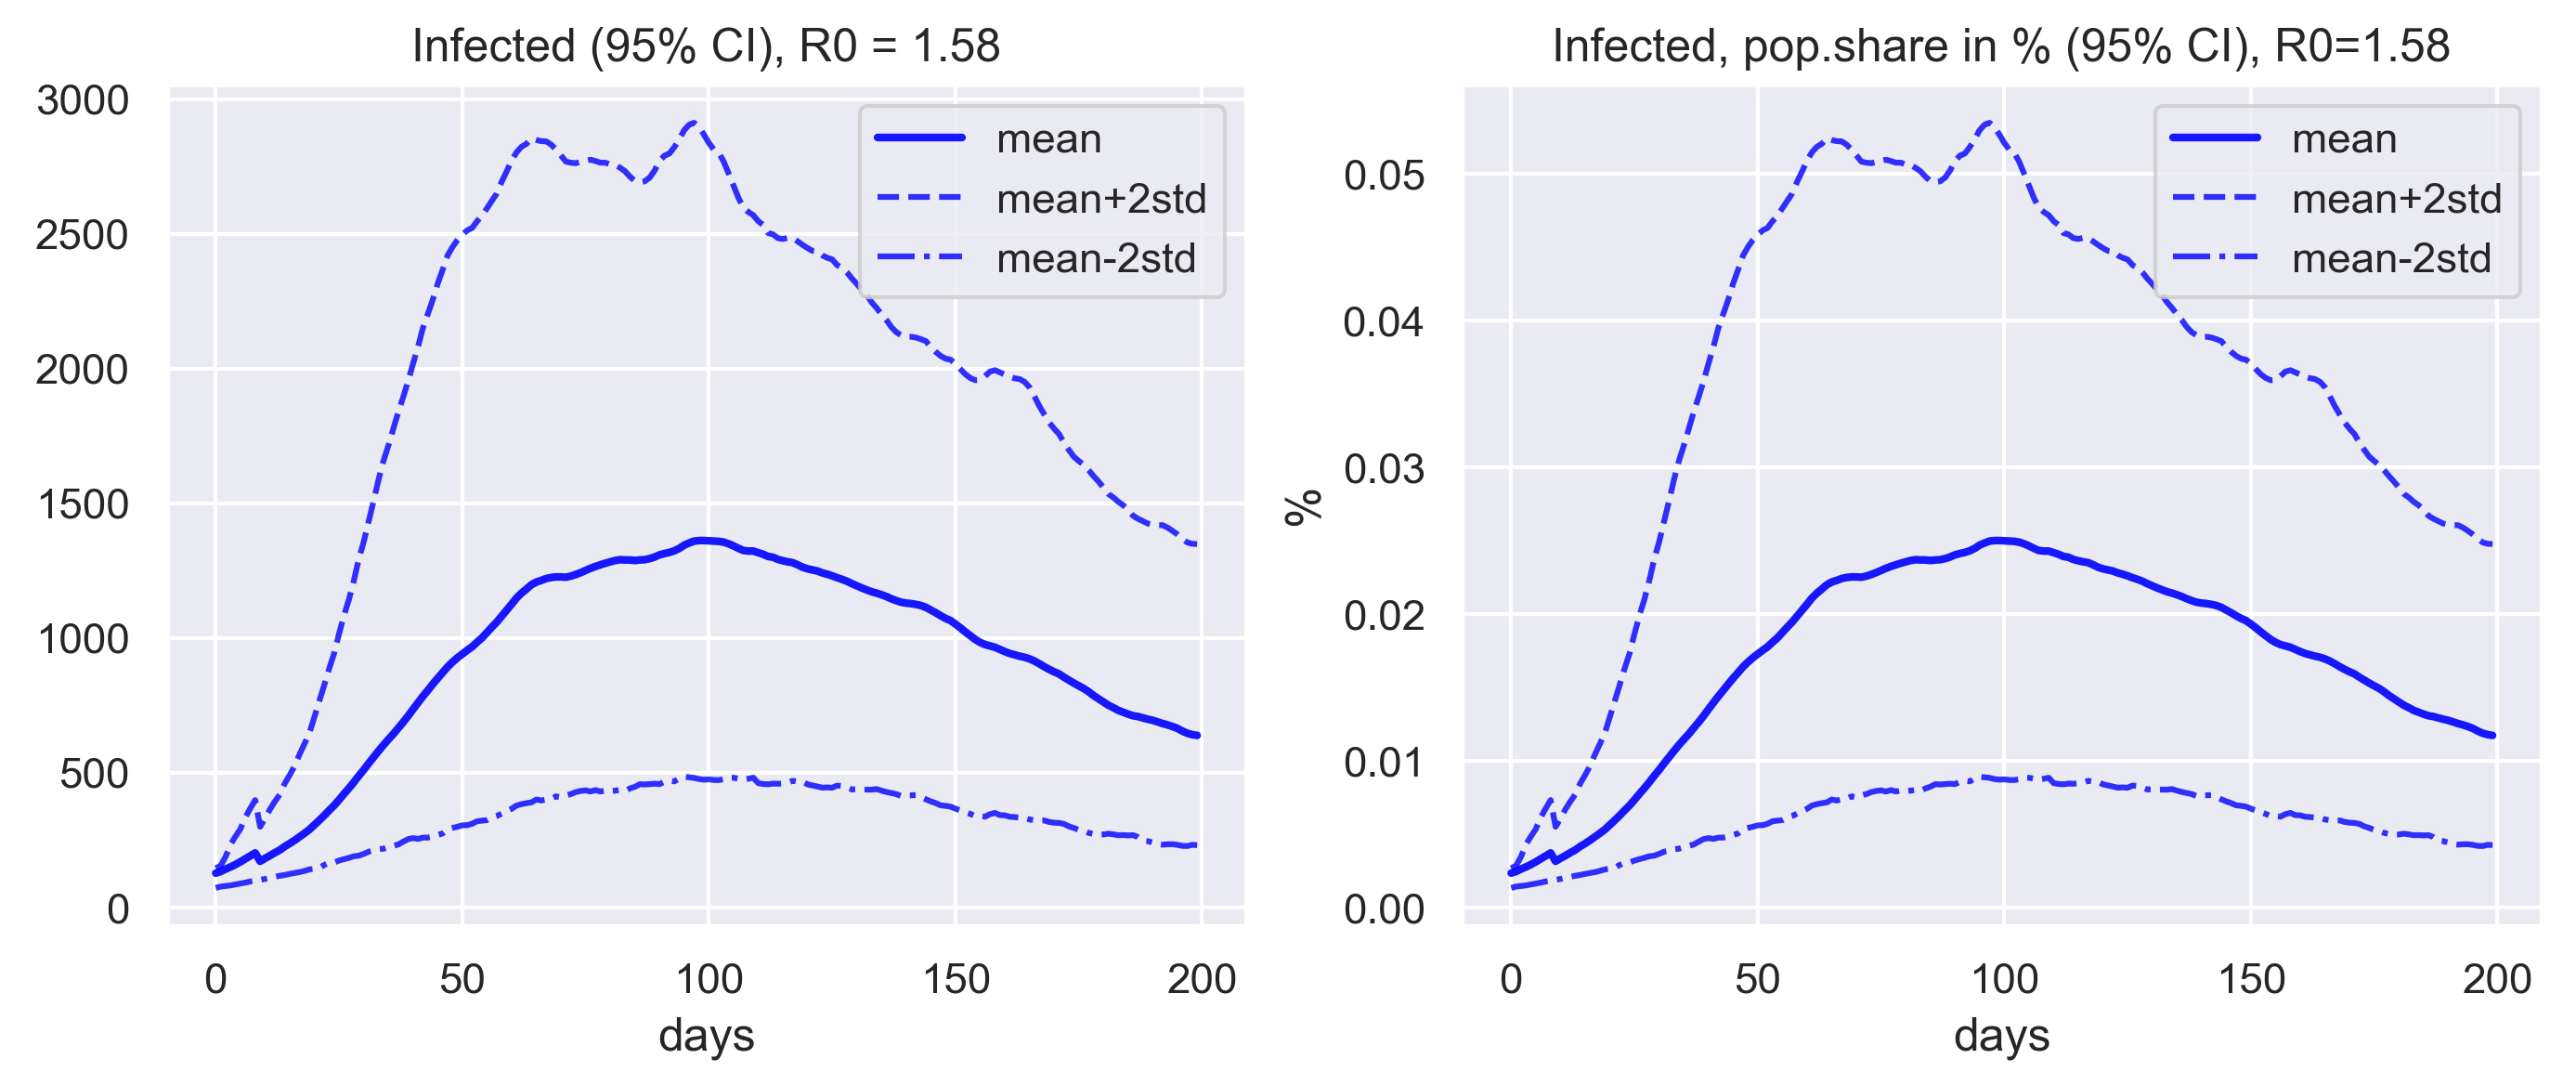 Infected (95% CI), R0 = 1.58
3000
2500
2000
1500
1000
500
0
0 50 100 150 200
days
mean
mean+2std
mean-2std
Infected, pop.share in % (95% CI), R0=1.58
%
0.05
0.04
0.03
0.02
0.01
0.00
0 50 100 150 200
days
mean
mean+2std
mean-2std